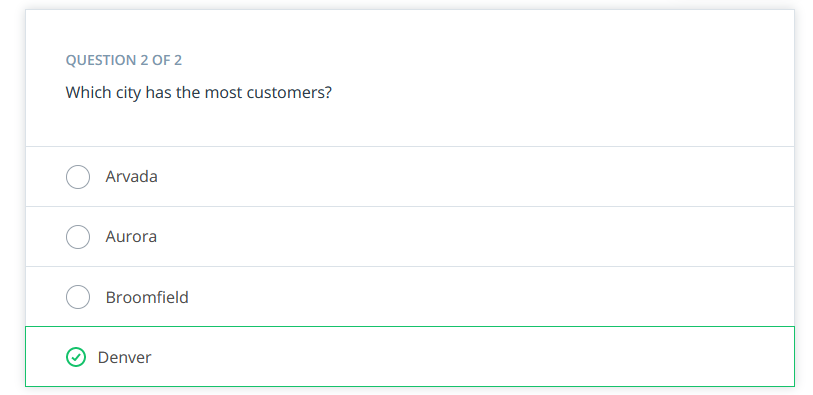 QUESTION 2 OF 2
Which city has the most customers?
Arvada
Aurora
Broomfield
Denver